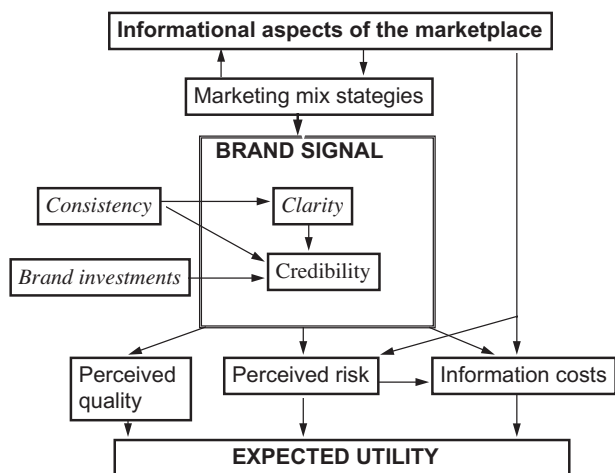 Informational aspects of the marketplace
Marketing mix stategies
BRAND SIGNAL
Consistency
Clarity
Brand investments
Credibility
Perceived
quality
Perceived risk
Information costs
EXPECTED UTILITY